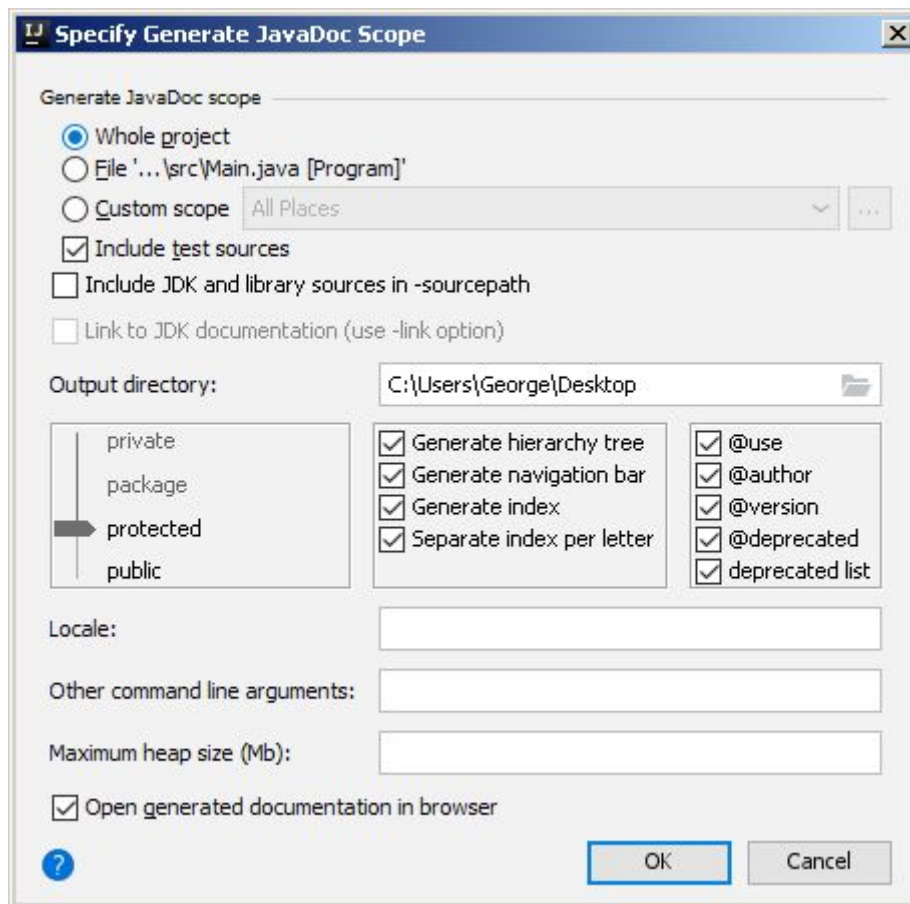 IJ Specify Generate JavaDoc Scope
Generate JavaDoc scope
Whole project
File '...\src\Main.java [Program]'
Custom scope All Places ...
Include test sources
Include JDK and library sources in -sourcepath
Link to JDK documentation (use -link option)
Output directory: C:\Users\George\Desktop
private
package
protected
public
Generate hierarchy tree
Generate navigation bar
Generate index
Separate index per letter
@use
@author
@version
@deprecated
deprecated list
Locale:
Other command line arguments:
Maximum heap size (Mb):
Open generated documentation in browser
? OK Cancel